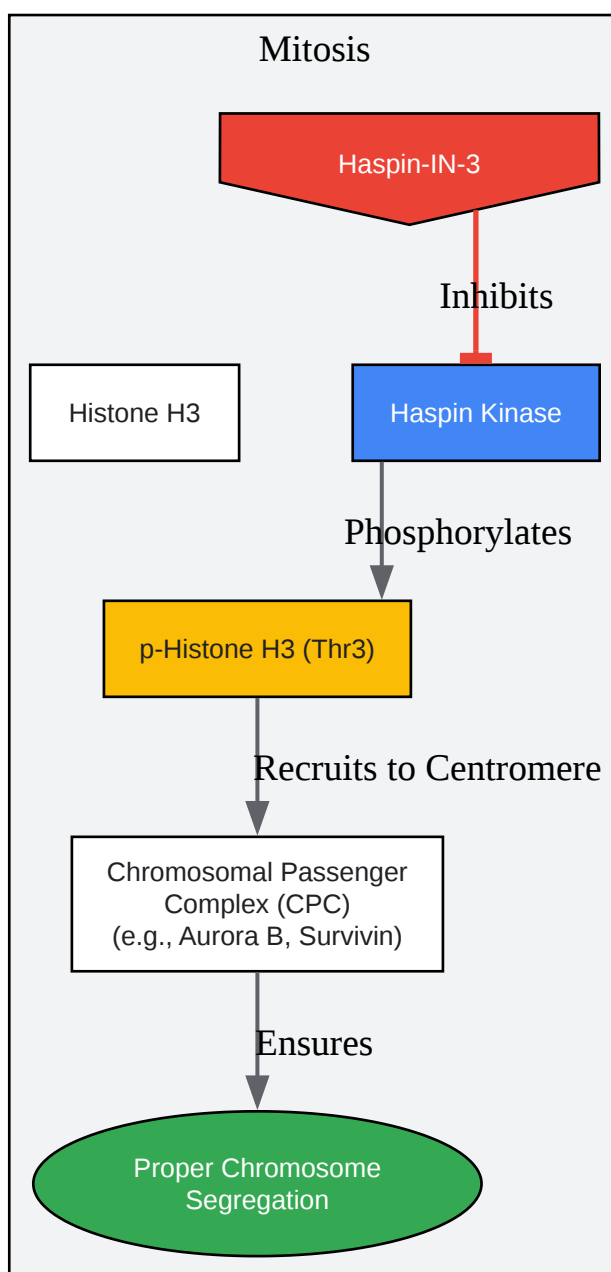 Mitosis
Haspin-IN-3
Inhibits
Histone H3
Haspin Kinase
Phosphorylates
p-Histone H3 (Thr3)
Recruits to Centromere
Chromosomal Passenger
Complex (CPC)
(e.g., Aurora B, Survivin)
Ensures
Proper Chromosome
Segregation